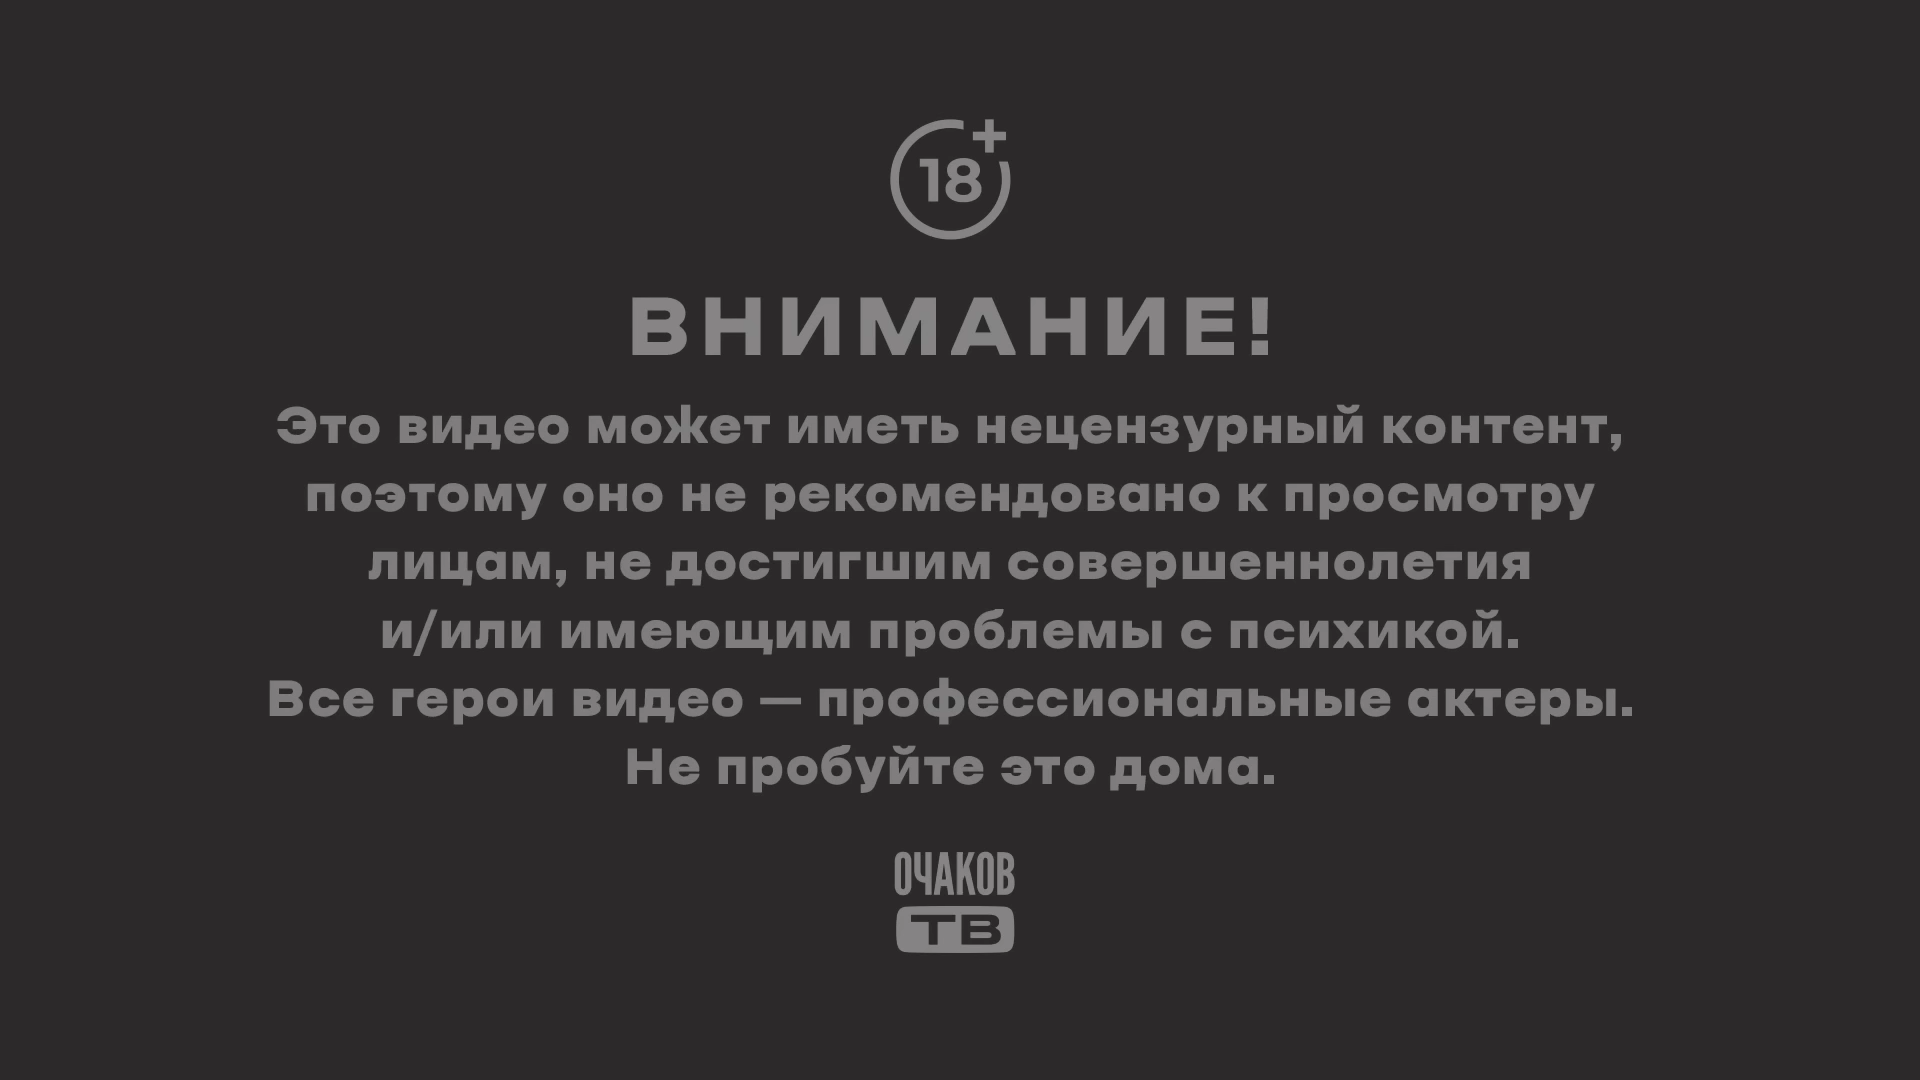 18+
ВНИМАНИЕ!
Это видео может иметь нецензурный контент,
поэтому оно не рекомендовано к просмотру
лицам, не достигшим совершеннолетия
и/или имеющим проблемы с психикой.
Все герои видео — профессиональные актеры.
Не пробуйте это дома.
ОЧАКОВ
ТВ